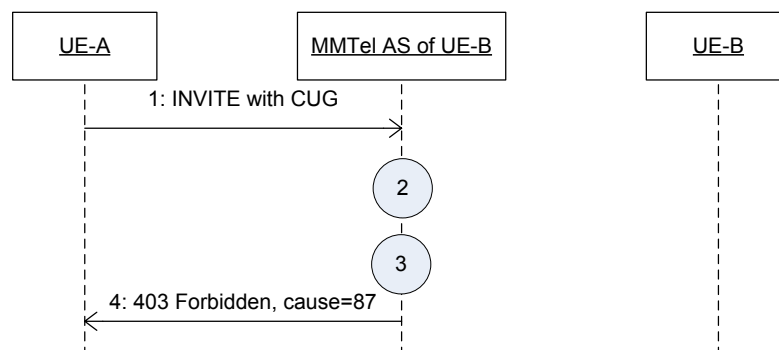 UE-A
MMTel AS of UE-B
UE-B
1: INVITE with CUG
2
3
4: 403 Forbidden, cause=87